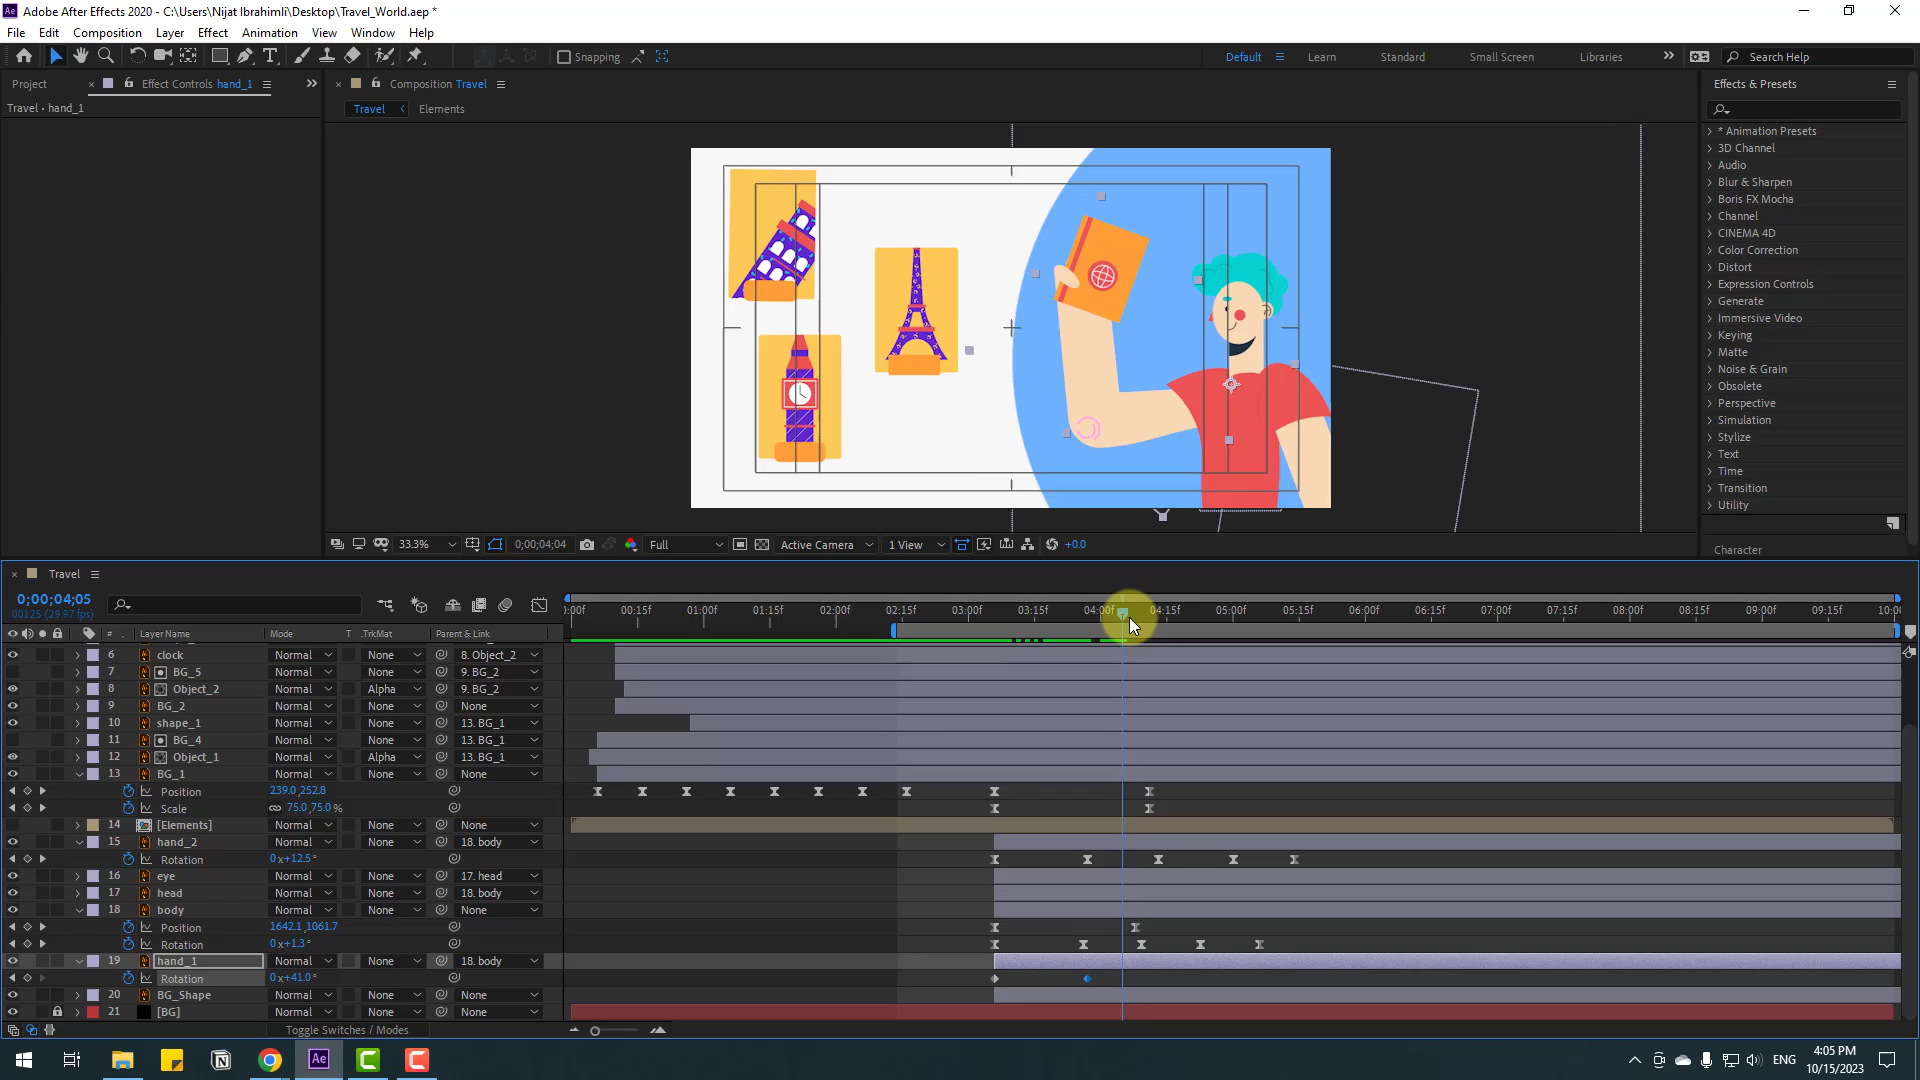 Adobe After Effects 2020 - C:\Users\Nijat Ibrahimli\Desktop\Travel_World.aep *
File Edit Composition Layer Effect Animation View Window Help
Snapping Default Learn Standard Small Screen Libraries Search Help
Project Effect Controls hand_1 Composition Travel Effects & Presets
Travel • hand_1 Travel Elements
* Animation Presets
3D Channel
Audio
Blur & Sharpen
Boris FX Mocha
Channel
CINEMA 4D
Color Correction
Distort
Expression Controls
Generate
Immersive Video
Keying
Matte
Noise & Grain
Obsolete
Perspective
Simulation
Stylize
Text
Time
Transition
Utility
Character
33.3% 0;00;04;04 Full Active Camera 1 View +0.0
Travel
0;00;04;05
00125 (29.97 fps)
:00f 00:15f 01:00f 01:15f 02:00f 02:15f 03:00f 03:15f 04:00f 04:15f 05:00f 05:15f 06:00f 06:15f 07:00f 07:15f 08:00f 08:15f 09:00f 09:15f 10:00f
# Layer Name Mode T .TrkMat Parent & Link
6 clock Normal None 8. Object_2
7 BG_5 Normal None 9. BG_2
8 Object_2 Normal Alpha 9. BG_2
9 BG_2 Normal None None
10 shape_1 Normal None 13. BG_1
11 BG_4 Normal None 13. BG_1
12 Object_1 Normal Alpha 13. BG_1
13 BG_1 Normal None None
Position 239.0,252.8
Scale 75.0,75.0 %
14 [Elements] Normal None None
15 hand_2 Normal None 18. body
Rotation 0x+12.5°
16 eye Normal None 17. head
17 head Normal None 18. body
18 body Normal None None
Position 1642.1,1061.7
Rotation 0x+1.3°
19 hand_1 Normal None 18. body
Rotation 0x+41.0°
20 BG_Shape Normal None None
21 [BG] Normal None None
Toggle Switches / Modes
Ae ENG 4:05 PM
10/15/2023